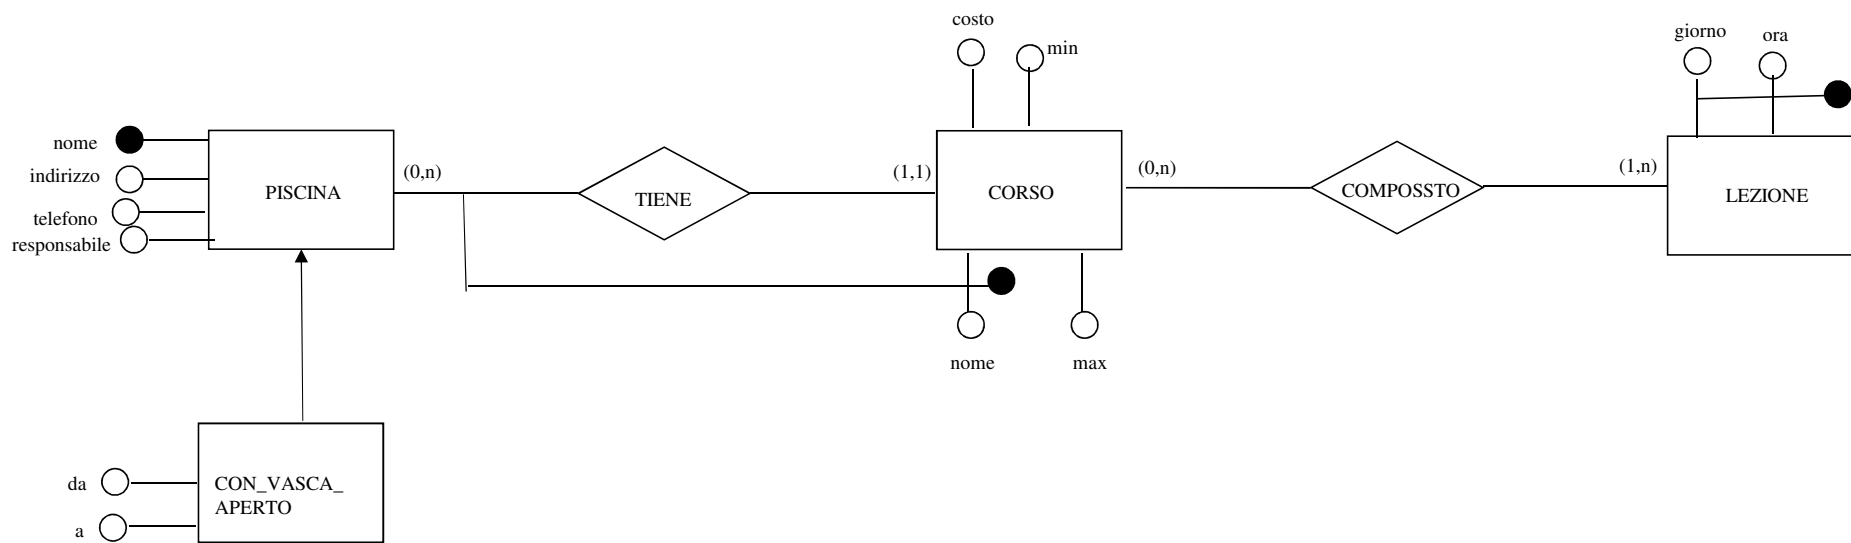 costo
min
giorno
ora
nome
indirizzo
telefono
responsabile
PISCINA
(0,n)
TIENE
(1,1)
CORSO
(0,n)
COMPOSSTO
(1,n)
LEZIONE
nome
max
da
a
CON_VASCA_
APERTO